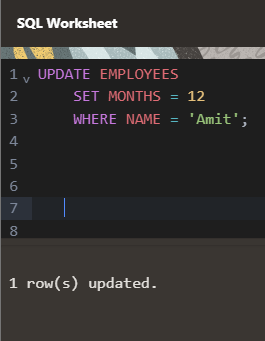 SQL Worksheet
1 UPDATE EMPLOYEES
2 SET MONTHS = 12
3 WHERE NAME = 'Amit';
4
5
6
7
8
1 row(s) updated.